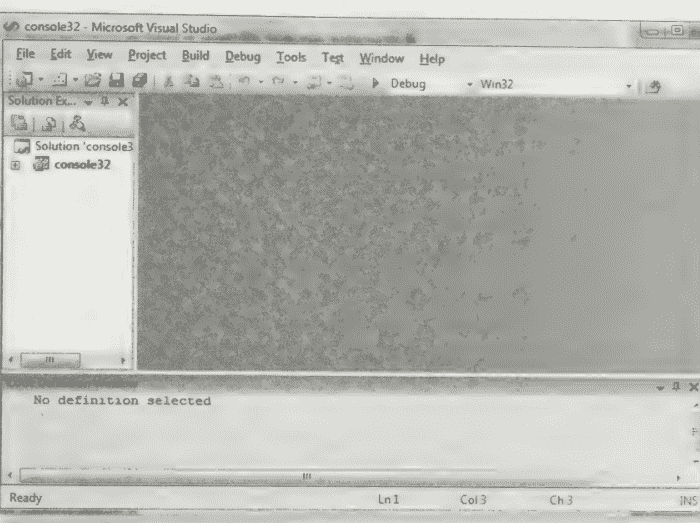 console32 - Microsoft Visual Studio
File Edit View Project Build Debug Tools Test Window Help
Debug Win32
Solution Ex...
Solution 'console3
console32
No definition selected
Ready Ln 1 Col 3 Ch 3 INS